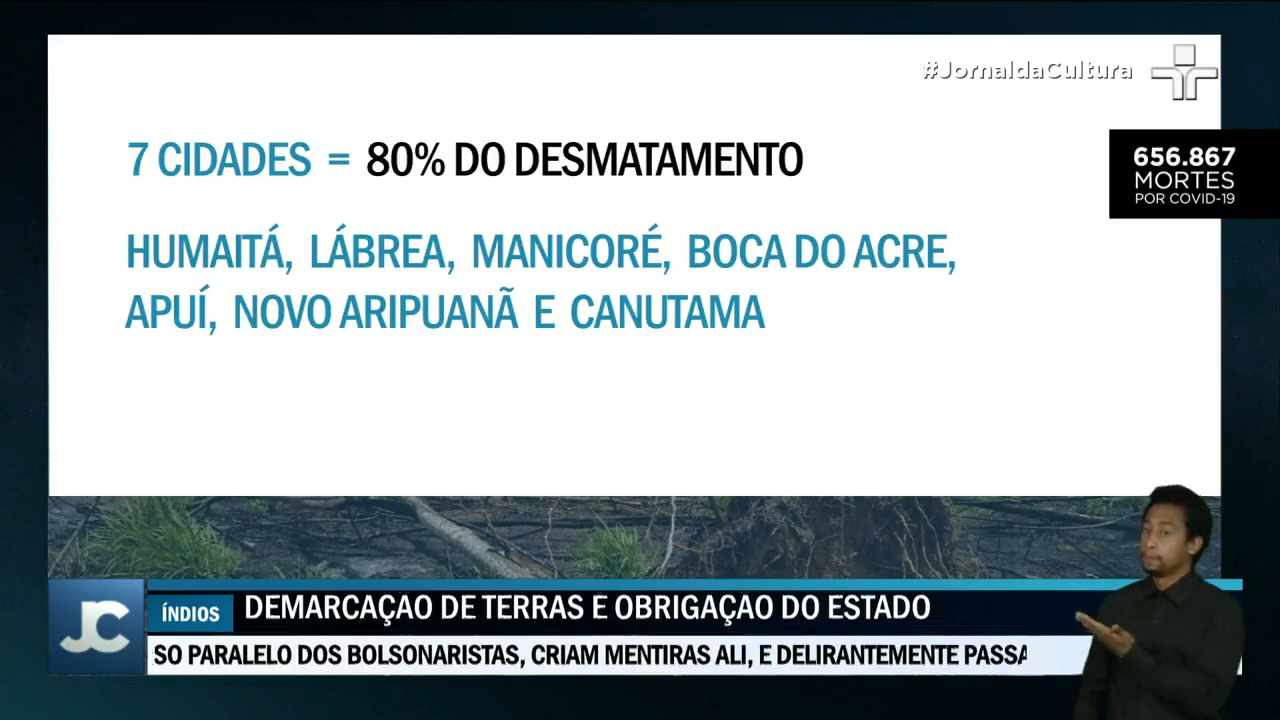 #JornaldaCultura
7 CIDADES = 80% DO DESMATAMENTO
656.867
MORTES
POR COVID-19
HUMAITÁ, LÁBREA, MANICORÉ, BOCA DO ACRE,
APUÍ, NOVO ARIPUANÃ E CANUTAMA
JC
ÍNDIOS
DEMARCAÇÃO DE TERRAS É OBRIGAÇÃO DO ESTADO
SO PARALELO DOS BOLSONARISTAS, CRIAM MENTIRAS ALI, E DELIRANTEMENTE PASSA